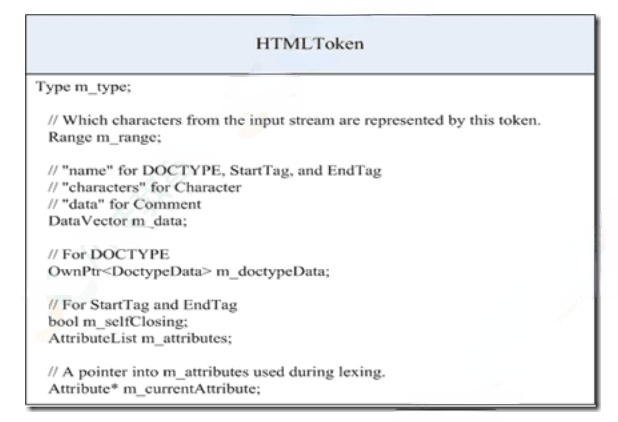 HTMLToken
Type m_type;
// Which characters from the input stream are represented by this token.
Range m_range;
// "name" for DOCTYPE, StartTag, and EndTag
// "characters" for Character
// "data" for Comment
DataVector m_data;
// For DOCTYPE
OwnPtr<DoctypeData> m_doctypeData;
// For StartTag and EndTag
bool m_selfClosing;
AttributeList m_attributes;
// A pointer into m_attributes used during lexing.
Attribute* m_currentAttribute;